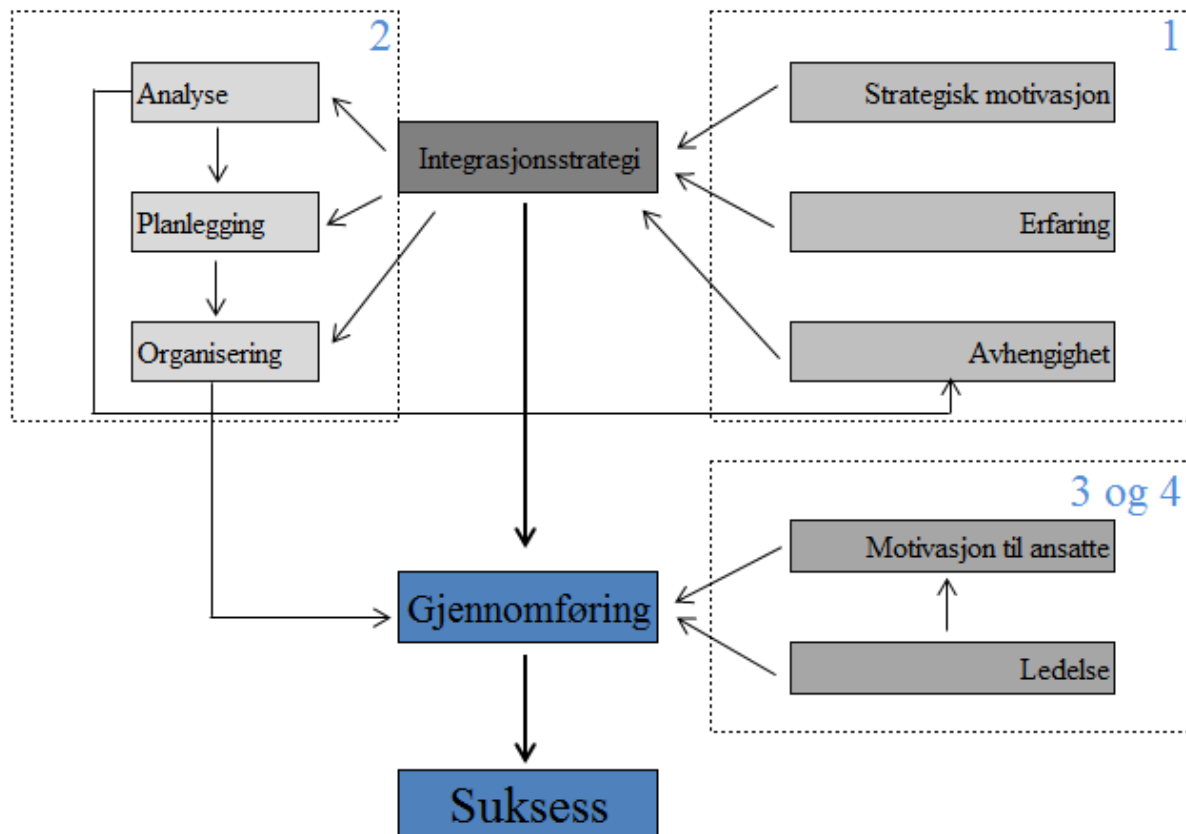 2
1
Analyse
Strategisk motivasjon
Integrasjonsstrategi
Planlegging
Erfaring
Organisering
Avhengighet
3 og 4
Motivasjon til ansatte
Gjennomføring
Ledelse
Suksess